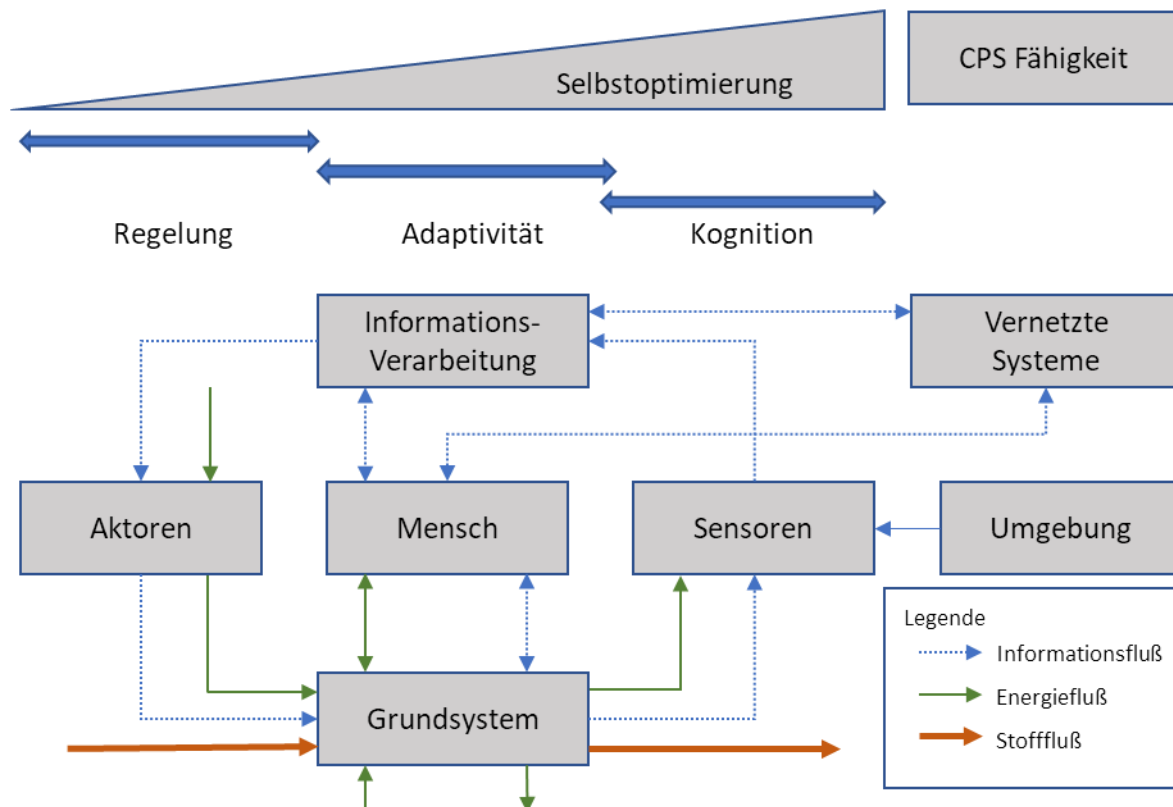 Selbstoptimierung
CPS Fähigkeit
Regelung
Adaptivität
Kognition
Informations-
Verarbeitung
Vernetzte
Systeme
Aktoren
Mensch
Sensoren
Umgebung
Grundsystem
Legende
Informationsfluß
Energiefluß
Stofffluß